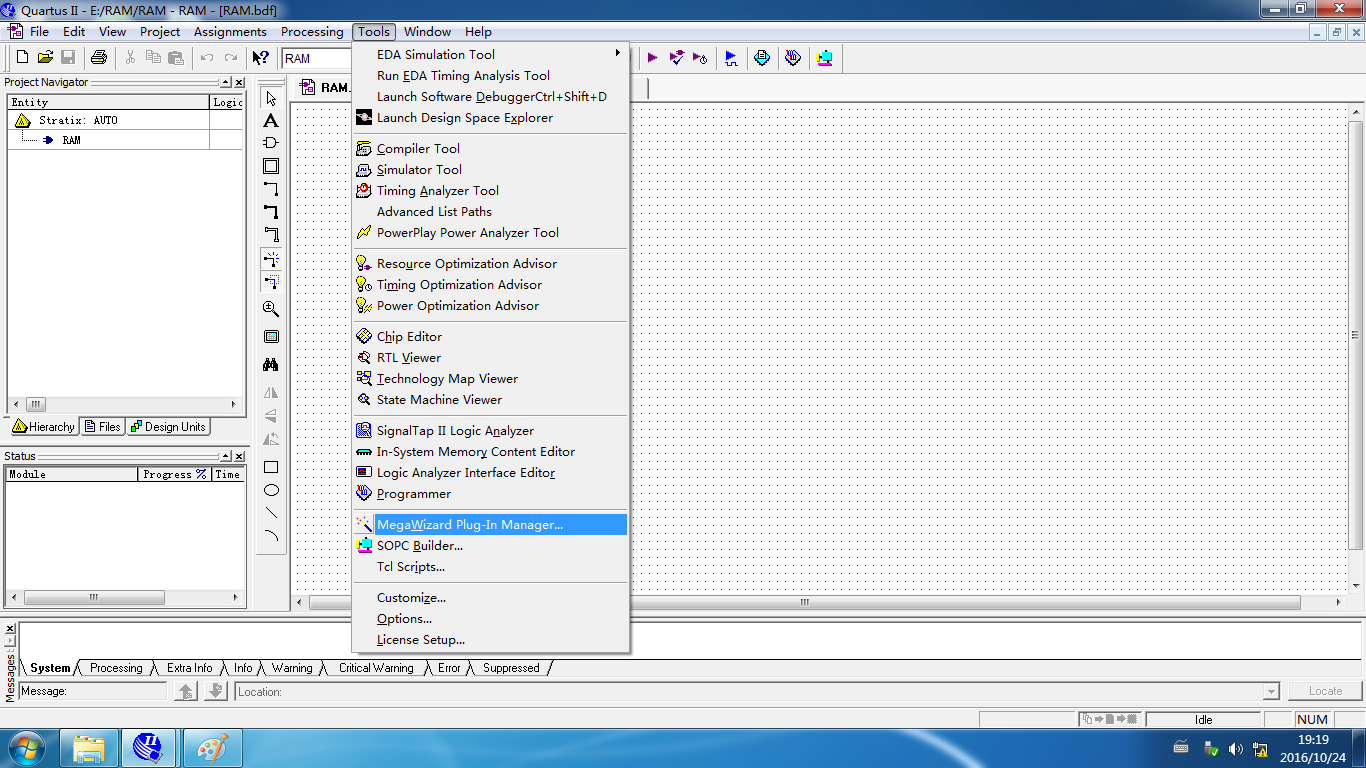 Quartus II - E:/RAM/RAM - RAM - [RAM.bdf]
File Edit View Project Assignments Processing Tools Window Help
RAM
Project Navigator
Entity Logic
Stratix: AUTO
RAM
Hierarchy Files Design Units
Status
Module Progress % Time
RAM.
EDA Simulation Tool
Run EDA Timing Analysis Tool
Launch Software DebuggerCtrl+Shift+D
Launch Design Space Explorer
Compiler Tool
Simulator Tool
Timing Analyzer Tool
Advanced List Paths
PowerPlay Power Analyzer Tool
Resource Optimization Advisor
Timing Optimization Advisor
Power Optimization Advisor
Chip Editor
RTL Viewer
Technology Map Viewer
State Machine Viewer
SignalTap II Logic Analyzer
In-System Memory Content Editor
Logic Analyzer Interface Editor
Programmer
MegaWizard Plug-In Manager...
SOPC Builder...
Tcl Scripts...
Customize...
Options...
License Setup...
Messages:
System Processing Extra Info Info Warning Critical Warning Error Suppressed
Message: Location: Locate
Idle NUM
19:19
2016/10/24